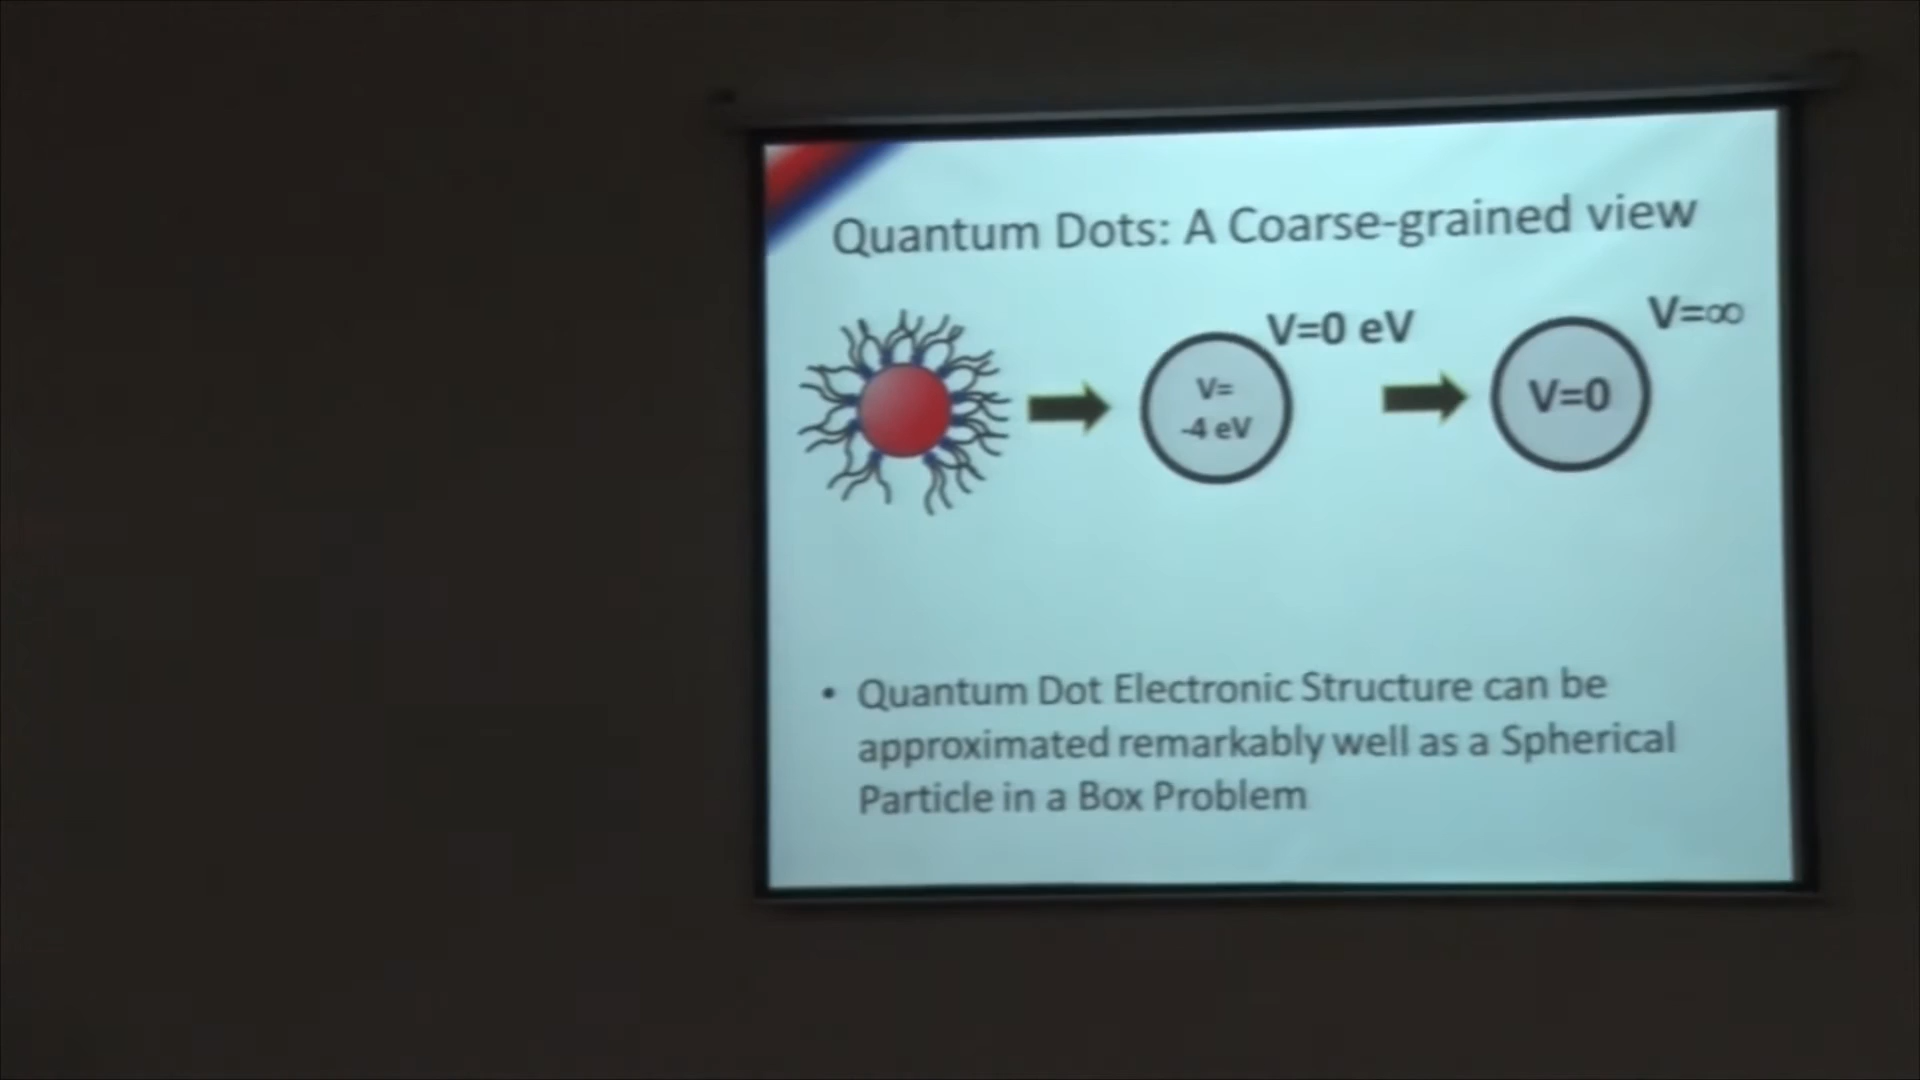 Quantum Dots: A Coarse-grained view
V=0 eV
V=∞
V=
-4 eV
V=0
• Quantum Dot Electronic Structure can be
approximated remarkably well as a Spherical
Particle in a Box Problem